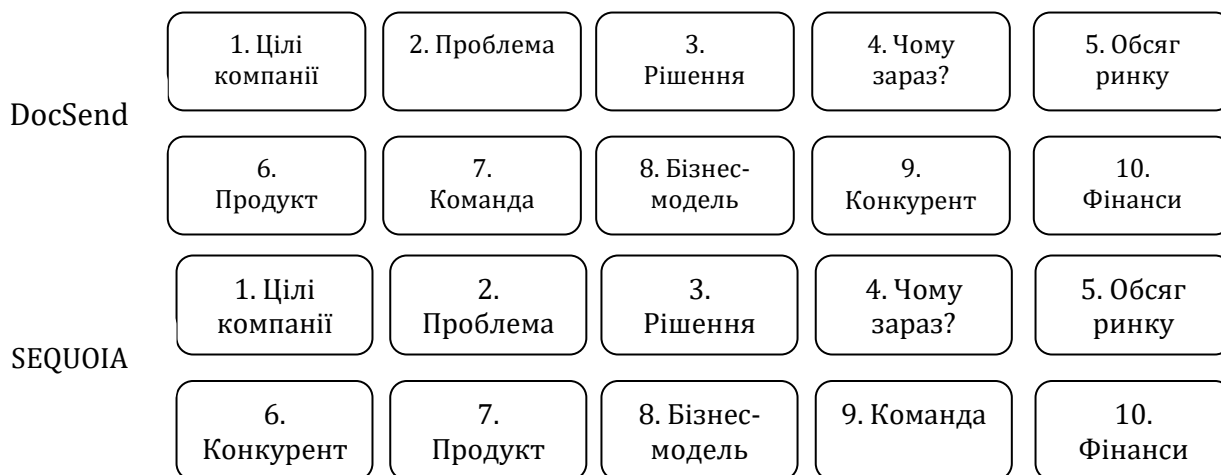 DocSend
1. Цілі
компанії
2. Проблема
3.
Рішення
4. Чому
зараз?
5. Обсяг
ринку
6.
Продукт
7.
Команда
8. Бізнес-
модель
9.
Конкурент
10.
Фінанси
SEQUOIA
1. Цілі
компанії
2.
Проблема
3.
Рішення
4. Чому
зараз?
5. Обсяг
ринку
6.
Конкурент
7.
Продукт
8. Бізнес-
модель
9. Команда
10.
Фінанси